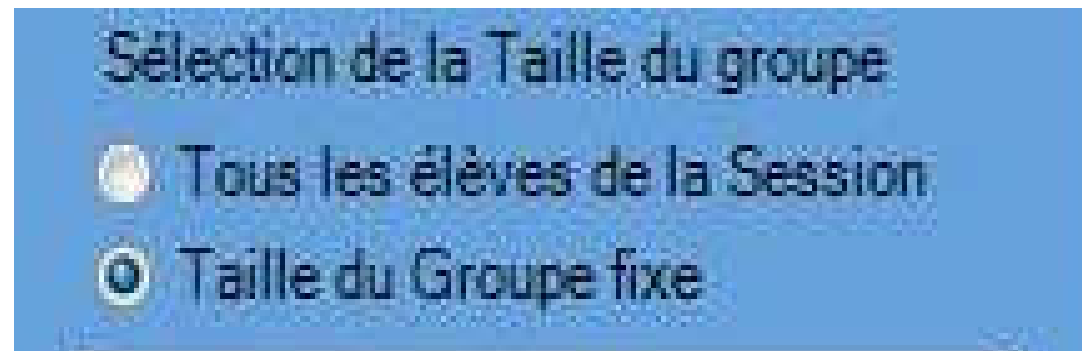 Sélection de la Taille du groupe
Tous les élèves de la Session
Taille du Groupe fixe